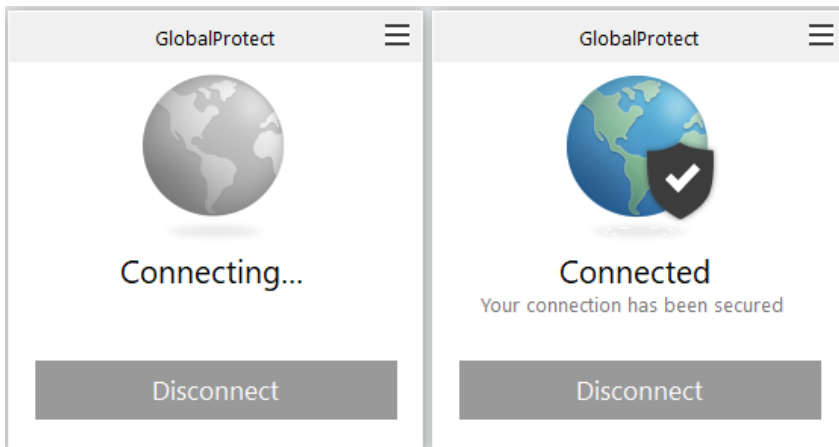 GlobalProtect
Connecting...
Disconnect
GlobalProtect
Connected
Your connection has been secured
Disconnect